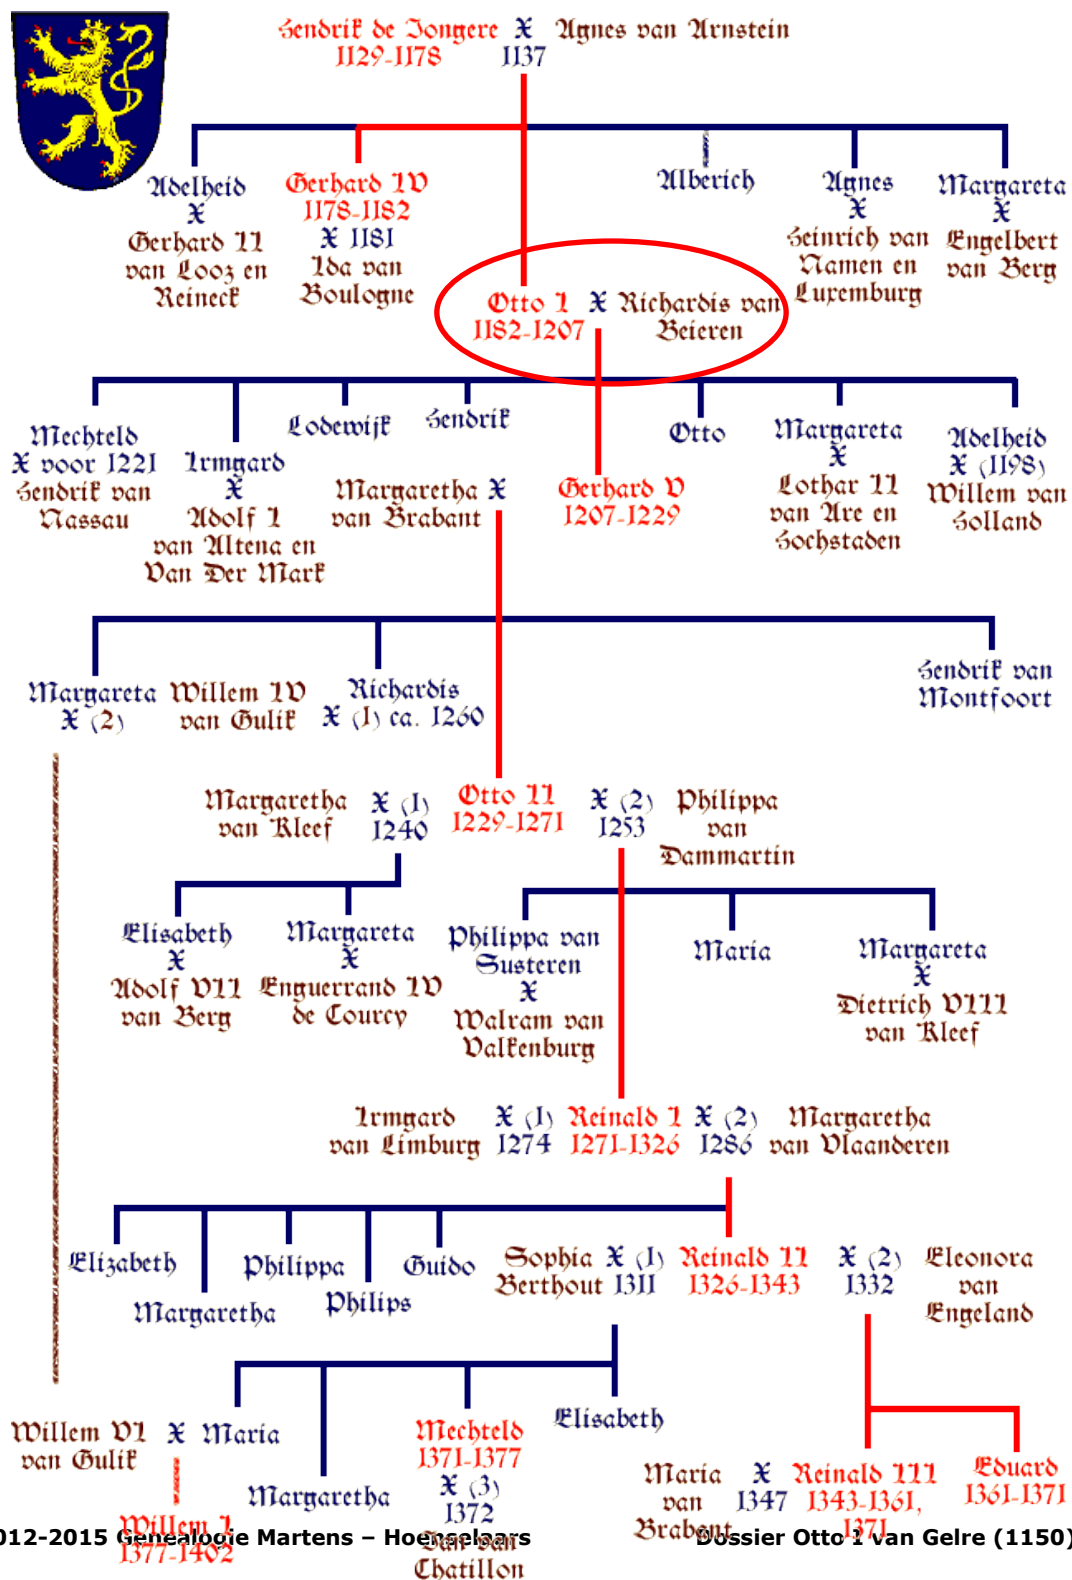 Hendrik de Jongere X Agnes van Arnstein
1129-1178 1137
Adelheid
X
Gerhard II
van Looz en
Reineck
Gerhard IV
1178-1182
X 1181
Ida van
Boulogne
Alberich
Agnes
X
Heinrich van
Namen en
Luxemburg
Margareta
X
Engelbert
van Berg
Otto I X Richardis van
1182-1207 Beieren
Mechteld
X voor 1221
Hendrik van
Nassau
Irmgard
X
Adolf I
van Altena en
Van Der Mark
Lodewijk
Hendrik
Otto
Margareta
X
Lothar II
van Are en
Hochstaden
Adelheid
X (1198)
Willem van
Holland
Margaretha X Gerhard V
van Brabant 1207-1229
Margareta
X (2)
Willem IV
van Gulik
Richardis
X (1) ca. 1260
Hendrik van
Montfoort
Margaretha
van Kleef
X (1)
1240
Otto II
1229-1271
X (2)
1253
Philippa
van
Dammartin
Elisabeth
X
Adolf VII
van Berg
Margareta
X
Enguerrand IV
de Courcy
Philippa van
Susteren
X
Walram van
Valkenburg
Maria
Margareta
X
Dietrich VIII
van Kleef
Irmgard X (1) Reinald I X (2) Margaretha
van Limburg 1274 1271-1326 1286 van Vlaanderen
Elizabeth
Margaretha
Philippa
Philips
Guido
Sophia X (1) Reinald II X (2) Eleonora
Berthout 1311 1326-1343 1332 van
Engeland
Willem VI X Maria
van Gulik
Margaretha
Mechteld
1371-1377
X (3)
1372
Jan van
Chatillon
Elisabeth
Maria X Reinald III
van 1347 1343-1361,
Brabant 1371
Eduard
1361-1371
Willem I
1377-1402
012-2015 Genealogie Martens – Hoenselaars Dossier Otto I van Gelre (1150)